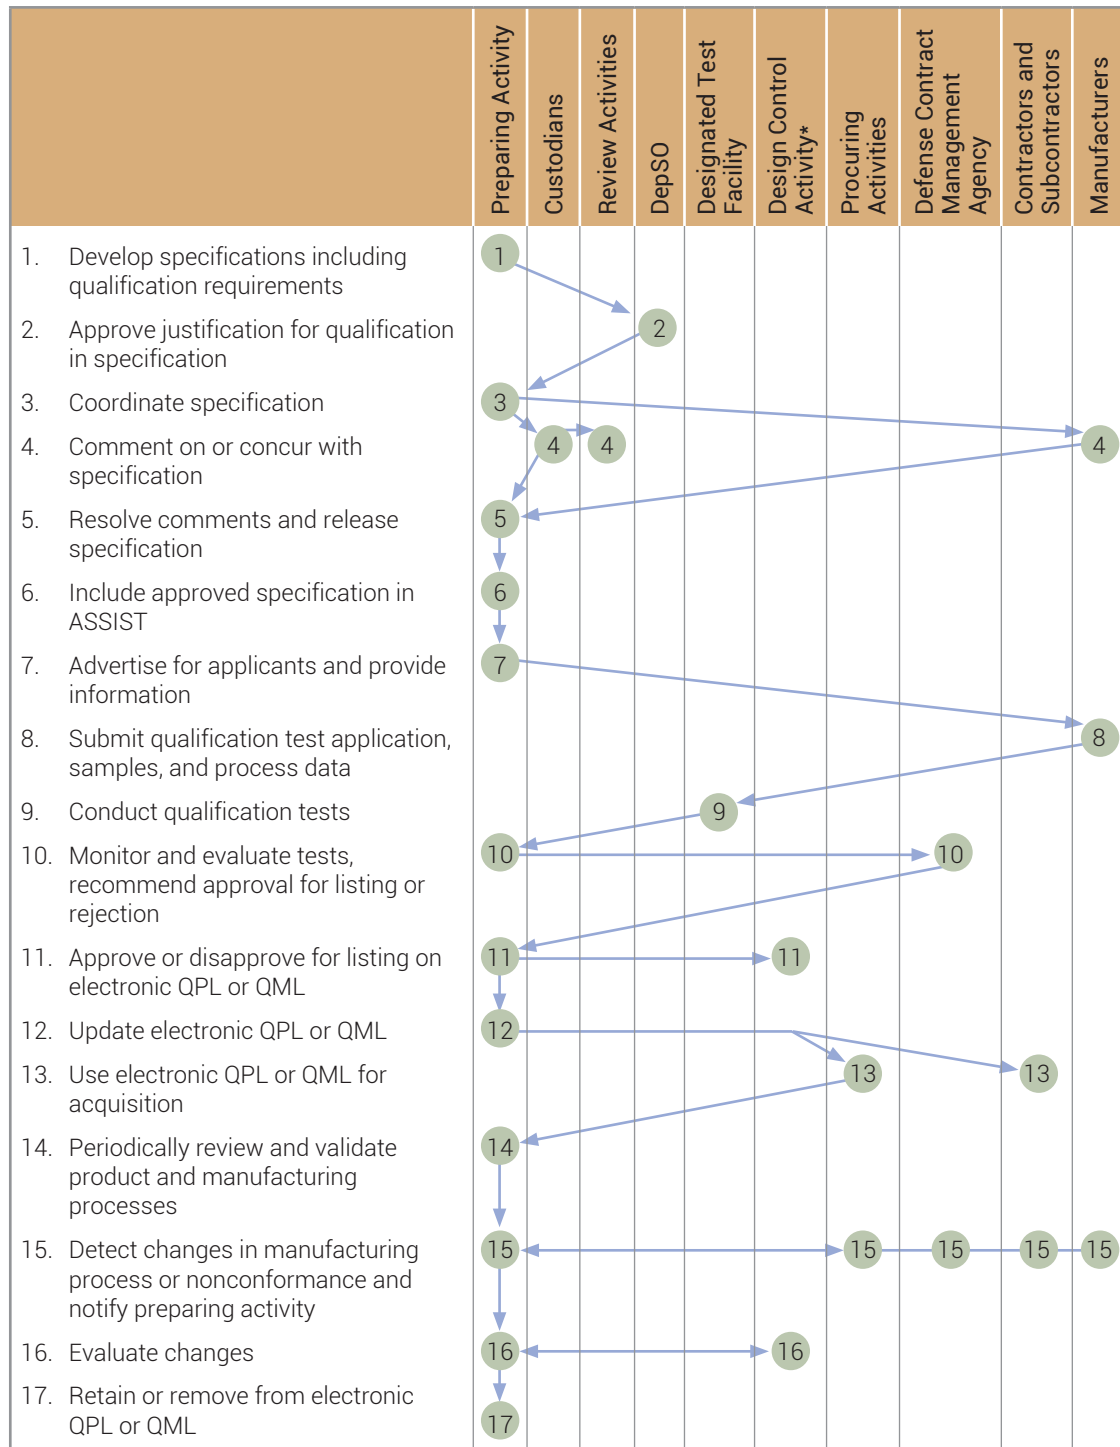 Preparing Activity
Custodians
Review Activities
DepSO
Designated Test
Facility
Design Control
Activity*
Procuring
Activities
Defense Contract
Management
Agency
Contractors and
Subcontractors
Manufacturers
1. Develop specifications including
qualification requirements
1
2. Approve justification for qualification
in specification
2
3. Coordinate specification
3
4. Comment on or concur with
specification
4 4 4
5. Resolve comments and release
specification
5
6. Include approved specification in
ASSIST
6
7. Advertise for applicants and provide
information
7
8. Submit qualification test application,
samples, and process data
8
9. Conduct qualification tests
9
10. Monitor and evaluate tests,
recommend approval for listing or
rejection
10 10
11. Approve or disapprove for listing on
electronic QPL or QML
11 11
12. Update electronic QPL or QML
12
13. Use electronic QPL or QML for
acquisition
13 13
14. Periodically review and validate
product and manufacturing
processes
14
15. Detect changes in manufacturing
process or nonconformance and
notify preparing activity
15 15 15 15 15
16. Evaluate changes
16 16
17. Retain or remove from electronic
QPL or QML
17